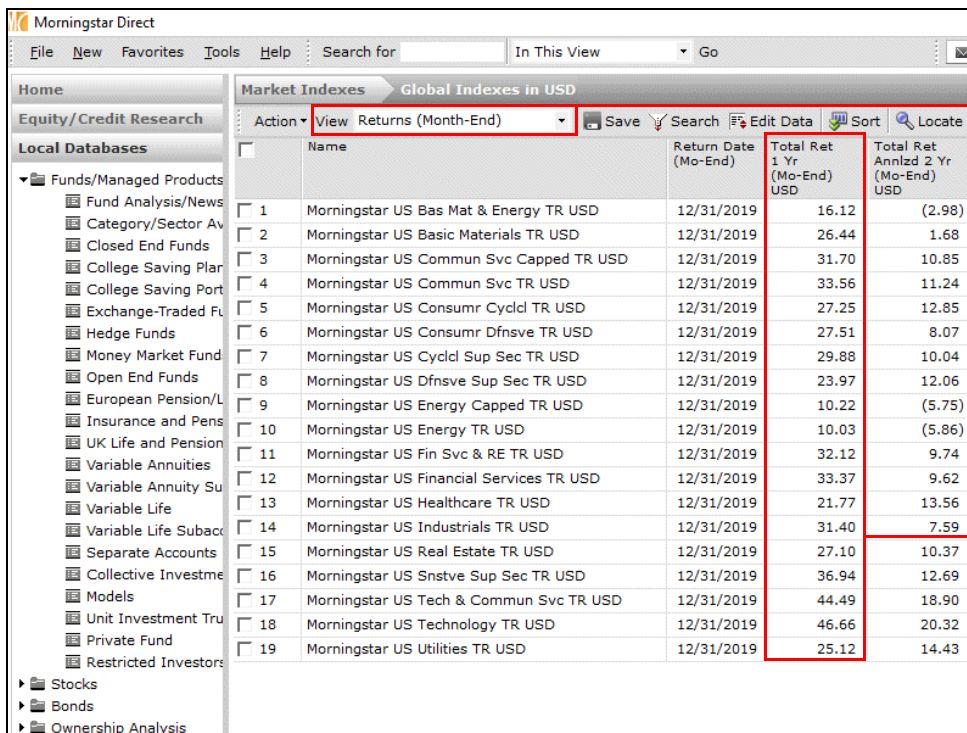 Morningstar Direct
File New Favorites Tools Help Search for In This View Go
Home
Equity/Credit Research
Local Databases
Funds/Managed Products
Fund Analysis/News
Category/Sector Av
Closed End Funds
College Saving Plan
College Saving Port
Exchange-Traded Fu
Hedge Funds
Money Market Fund
Open End Funds
European Pension/L
Insurance and Pens
UK Life and Pension
Variable Annuities
Variable Annuity Su
Variable Life
Variable Life Subacc
Separate Accounts
Collective Investme
Models
Unit Investment Tru
Private Fund
Restricted Investors
Stocks
Bonds
Ownership Analysis
Market Indexes Global Indexes in USD
Action View Returns (Month-End) Save Search Edit Data Sort Locate
Name Return Date (Mo-End) Total Ret 1 Yr (Mo-End) USD Total Ret Annlzd 2 Yr (Mo-End) USD
1 Morningstar US Bas Mat & Energy TR USD 12/31/2019 16.12 (2.98)
2 Morningstar US Basic Materials TR USD 12/31/2019 26.44 1.68
3 Morningstar US Commun Svc Capped TR USD 12/31/2019 31.70 10.85
4 Morningstar US Commun Svc TR USD 12/31/2019 33.56 11.24
5 Morningstar US Consumr Cyclcl TR USD 12/31/2019 27.25 12.85
6 Morningstar US Consumr Dfnsve TR USD 12/31/2019 27.51 8.07
7 Morningstar US Cyclcl Sup Sec TR USD 12/31/2019 29.88 10.04
8 Morningstar US Dfnsve Sup Sec TR USD 12/31/2019 23.97 12.06
9 Morningstar US Energy Capped TR USD 12/31/2019 10.22 (5.75)
10 Morningstar US Energy TR USD 12/31/2019 10.03 (5.86)
11 Morningstar US Fin Svc & RE TR USD 12/31/2019 32.12 9.74
12 Morningstar US Financial Services TR USD 12/31/2019 33.37 9.62
13 Morningstar US Healthcare TR USD 12/31/2019 21.77 13.56
14 Morningstar US Industrials TR USD 12/31/2019 31.40 7.59
15 Morningstar US Real Estate TR USD 12/31/2019 27.10 10.37
16 Morningstar US Snstve Sup Sec TR USD 12/31/2019 36.94 12.69
17 Morningstar US Tech & Commun Svc TR USD 12/31/2019 44.49 18.90
18 Morningstar US Technology TR USD 12/31/2019 46.66 20.32
19 Morningstar US Utilities TR USD 12/31/2019 25.12 14.43